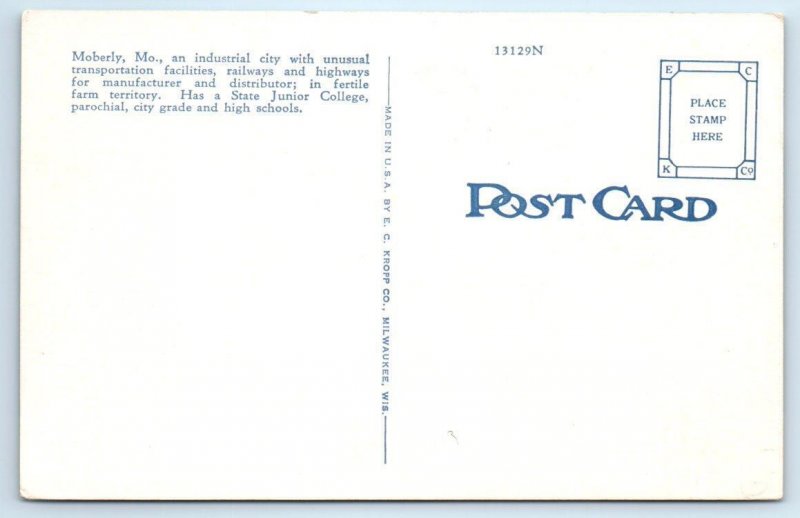 Moberly, Mo., an industrial city with unusual
transportation facilities, railways and highways
for manufacturer and distributor; in fertile
farm territory. Has a State Junior College,
parochial, city grade and high schools.
MADE IN U.S.A. BY E. C. KROPP CO., MILWAUKEE, WIS.
13129N
E C
PLACE
STAMP
HERE
K Co
POST CARD
3